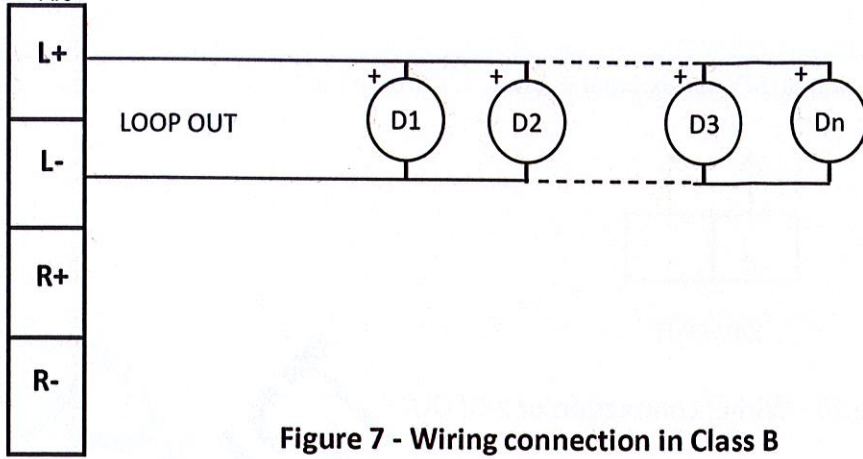 L+
+ + + +
LOOP OUT D1 D2 D3 Dn
L-
R+
R-
Figure 7 - Wiring connection in Class B